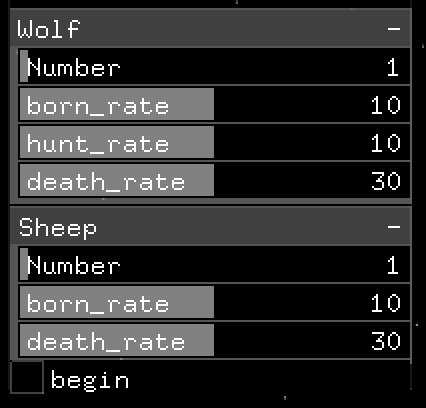 Wolf -
Number 1
born_rate 10
hunt_rate 10
death_rate 30
Sheep -
Number 1
born_rate 10
death_rate 30
begin